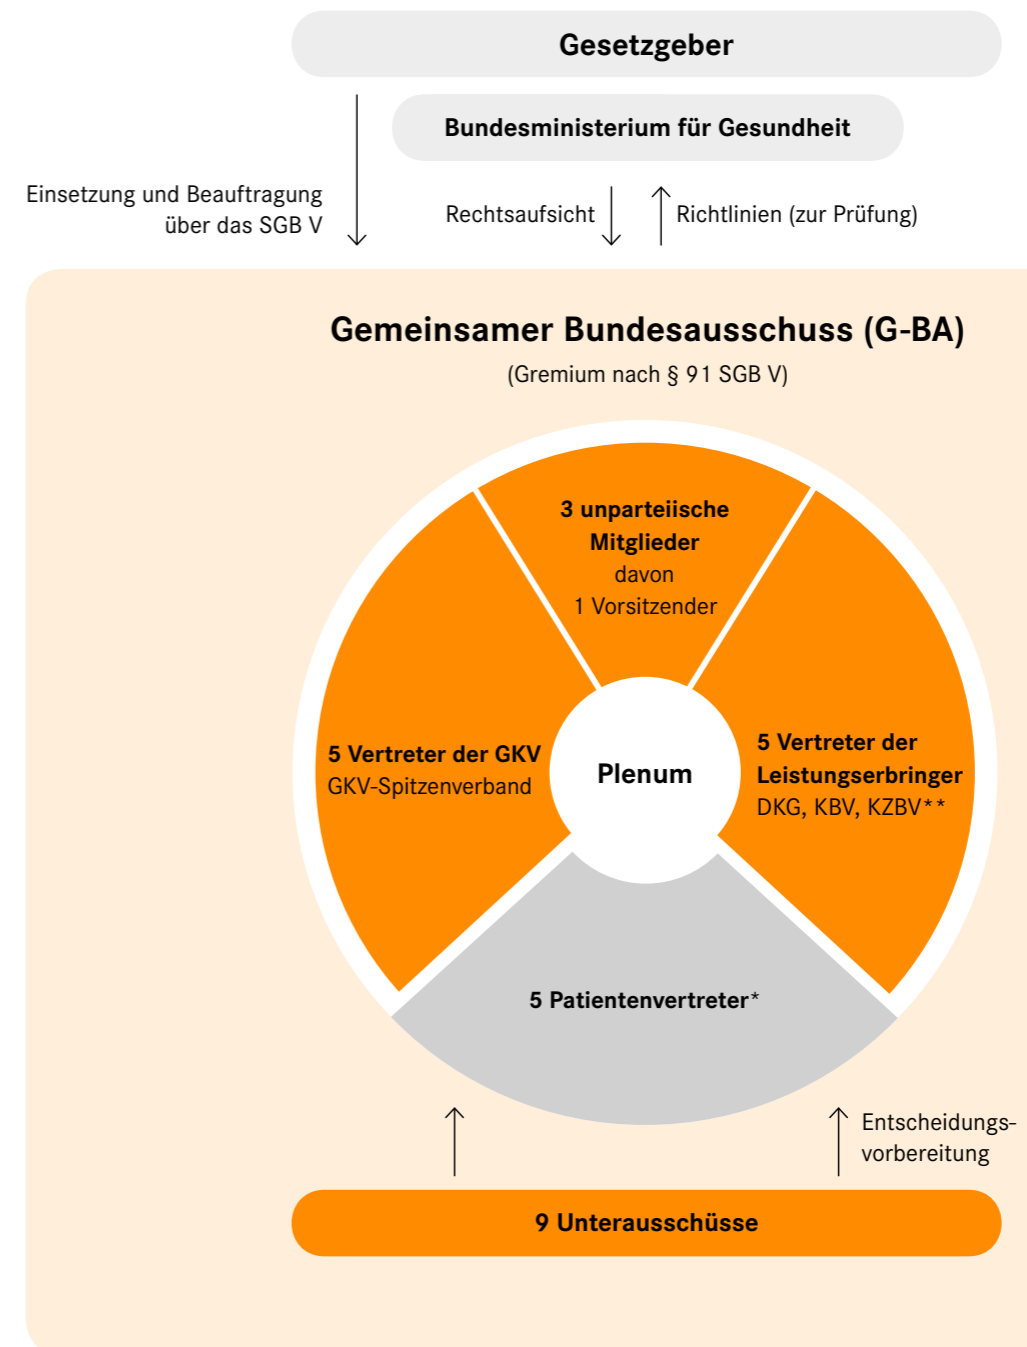 Gesetzgeber
Bundesministerium für Gesundheit
Einsetzung und Beauftragung
über das SGB V
Rechtsaufsicht
Richtlinien (zur Prüfung)
Gemeinsamer Bundesausschuss (G-BA)
(Gremium nach § 91 SGB V)
3 unparteiische
Mitglieder
davon
1 Vorsitzender
5 Vertreter der GKV
GKV-Spitzenverband
Plenum
5 Vertreter der
Leistungserbringer
DKG, KBV, KZBV**
5 Patientenvertreter*
Entscheidungs-
vorbereitung
9 Unterausschüsse